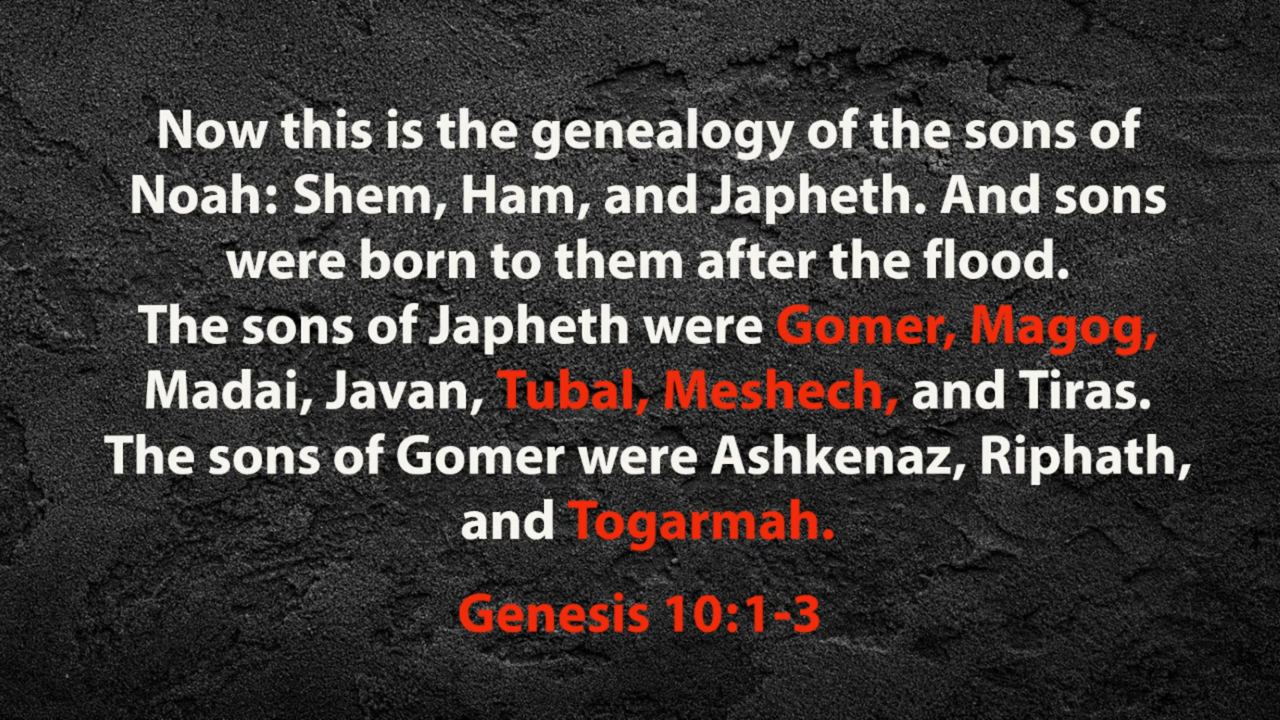 Now this is the genealogy of the sons of
Noah: Shem, Ham, and Japheth. And sons
were born to them after the flood.
The sons of Japheth were Gomer, Magog,
Madai, Javan, Tubal, Meshech, and Tiras.
The sons of Gomer were Ashkenaz, Riphath,
and Togarmah.
Genesis 10:1-3